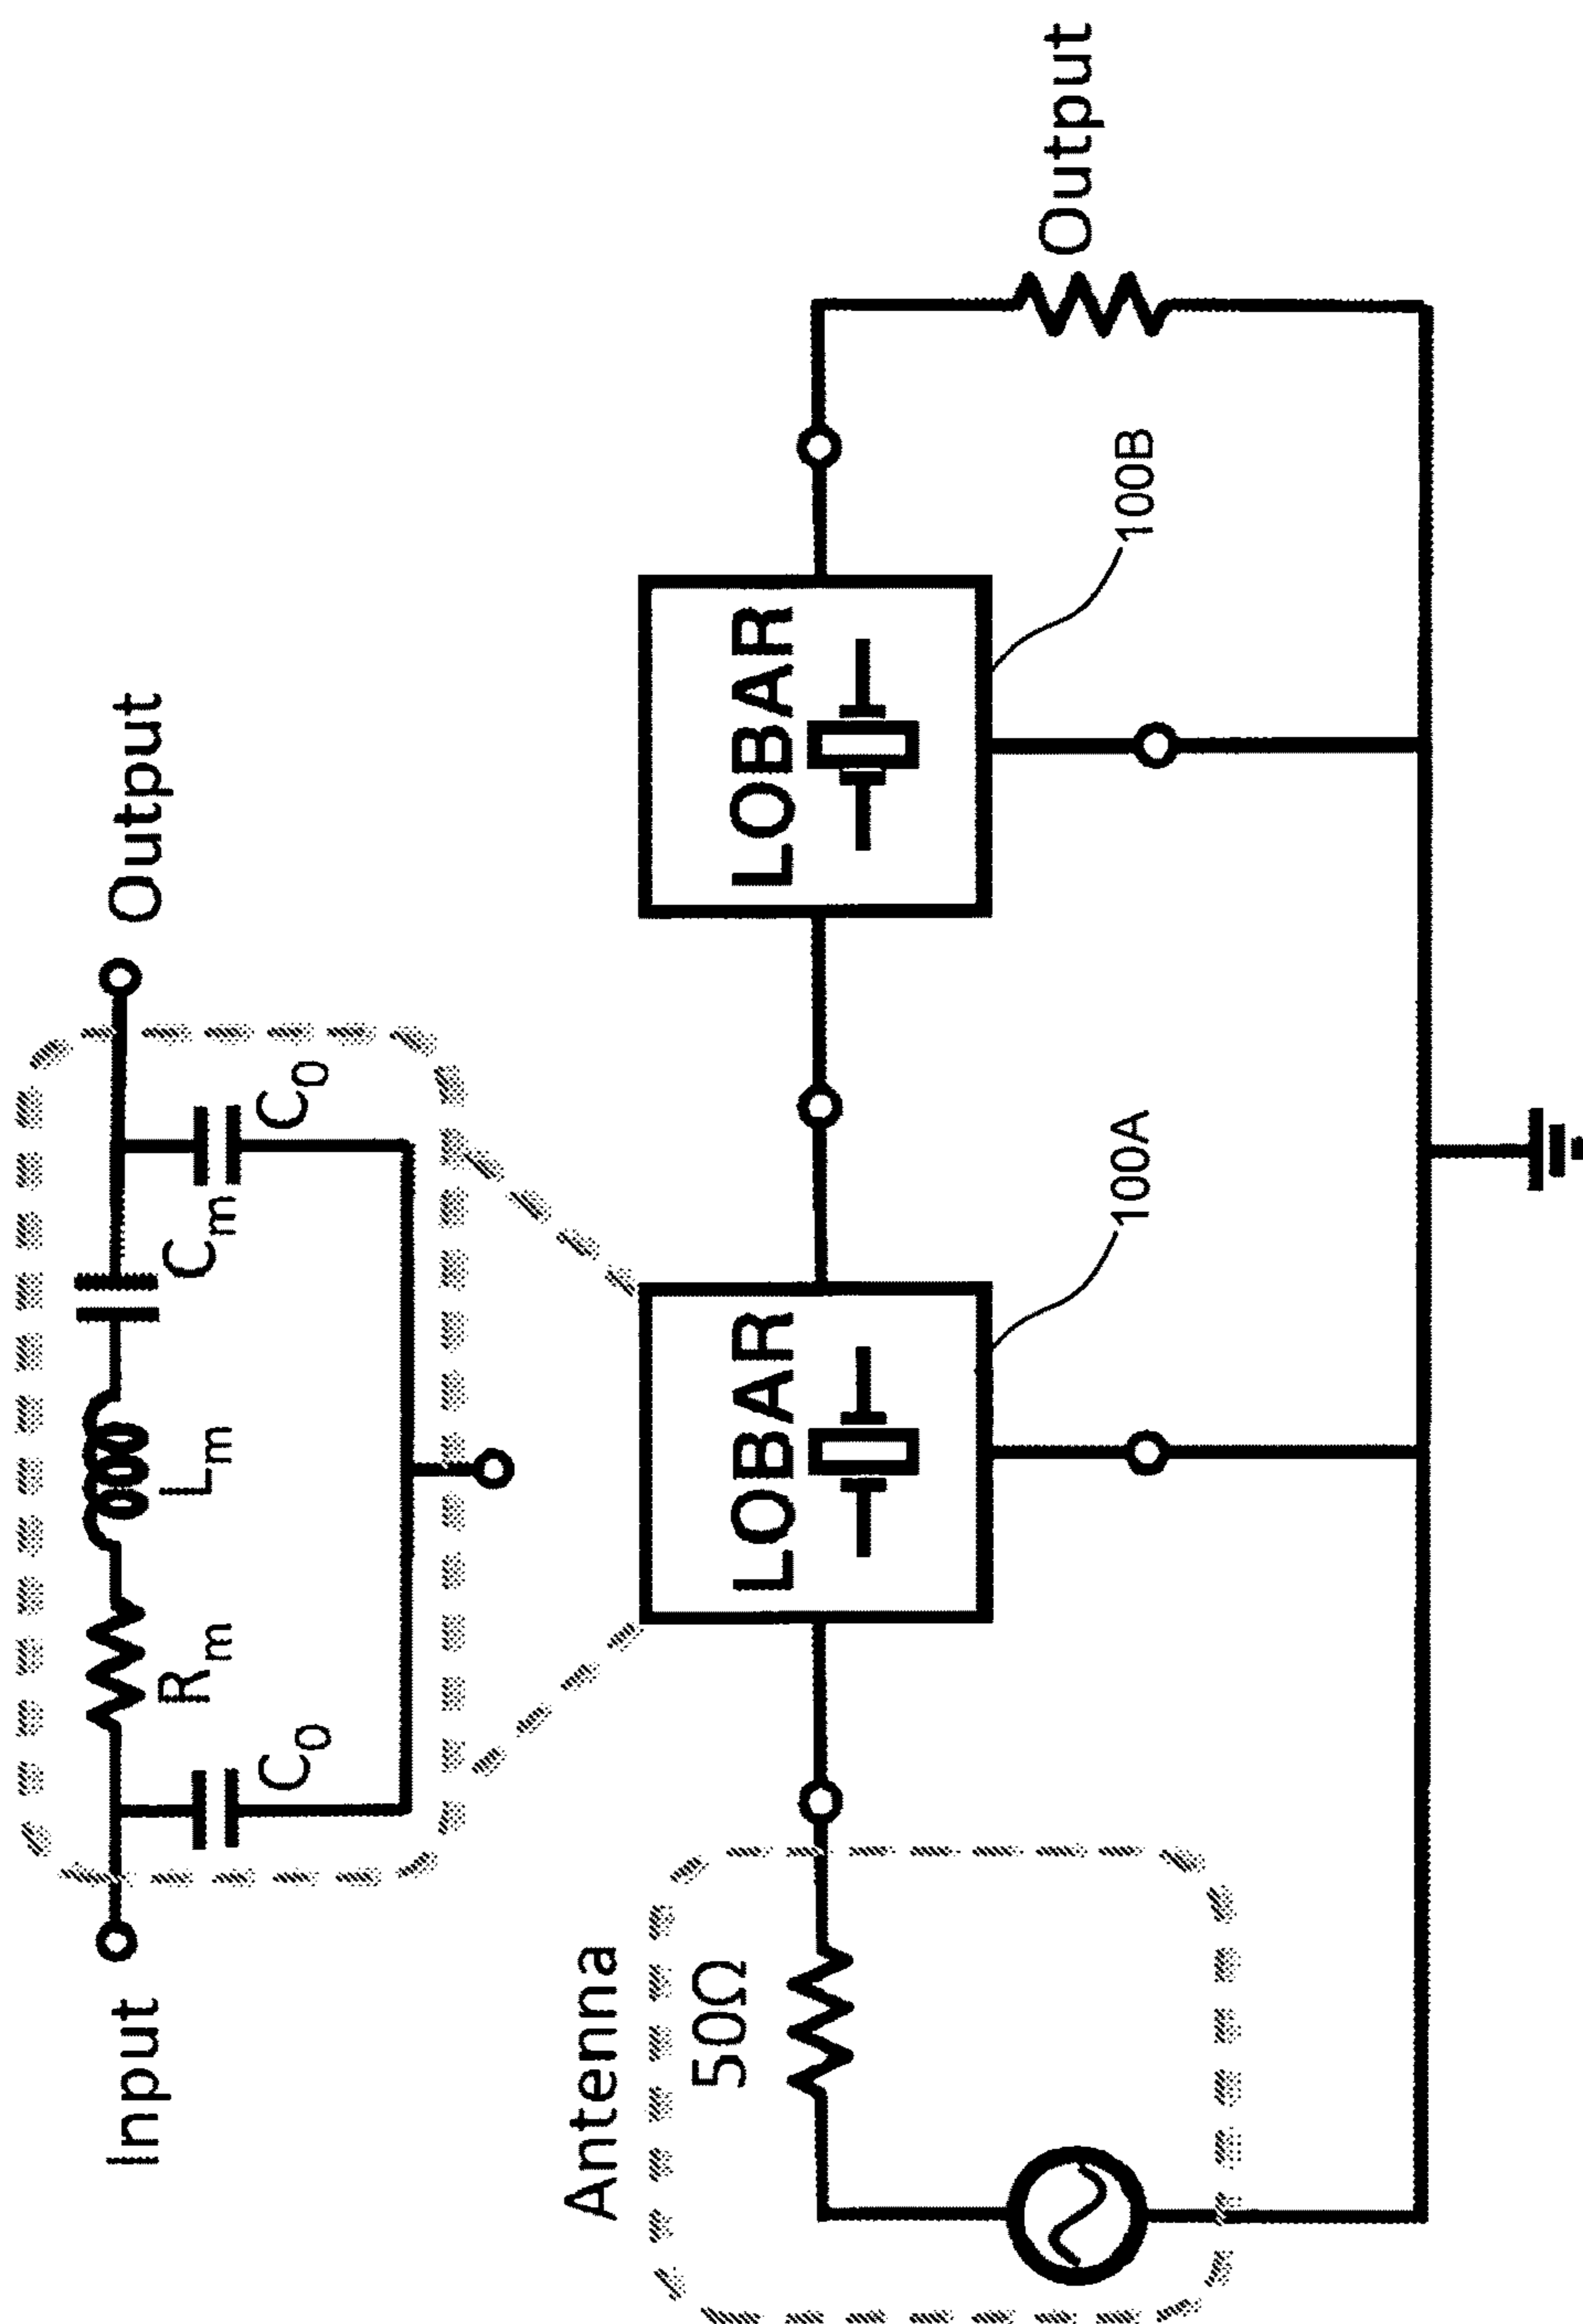 Input
Output
C0
Rm
Lm
Cm
C0
Antenna
50Ω
LOBAR
LOBAR
Output
100A
100B